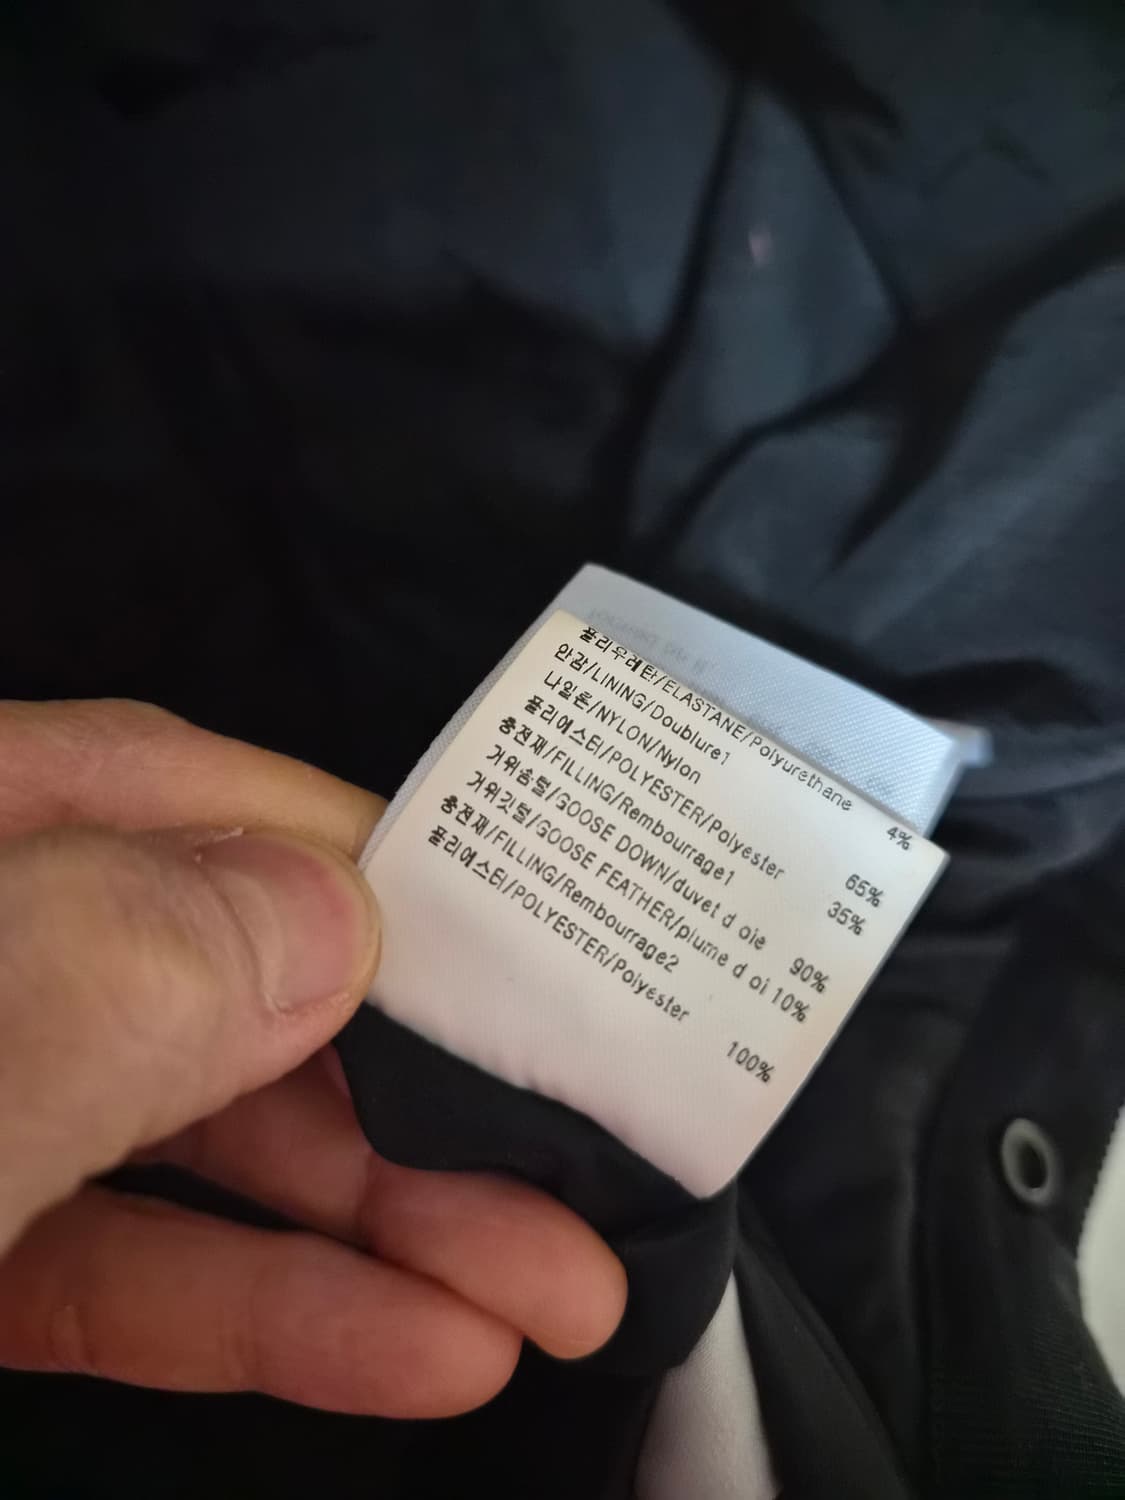 폴리우레탄/ELASTANE/Polyurethane 4%
안감/LINING/Doublure1
나일론/NYLON/Nylon 65%
폴리에스터/POLYESTER/Polyester 35%
충전재/FILLING/Rembourrage1
거위솜털/GOOSE DOWN/duvet d oie 90%
거위깃털/GOOSE FEATHER/plume d oi 10%
충전재/FILLING/Rembourrage2
폴리에스터/POLYESTER/Polyester 100%